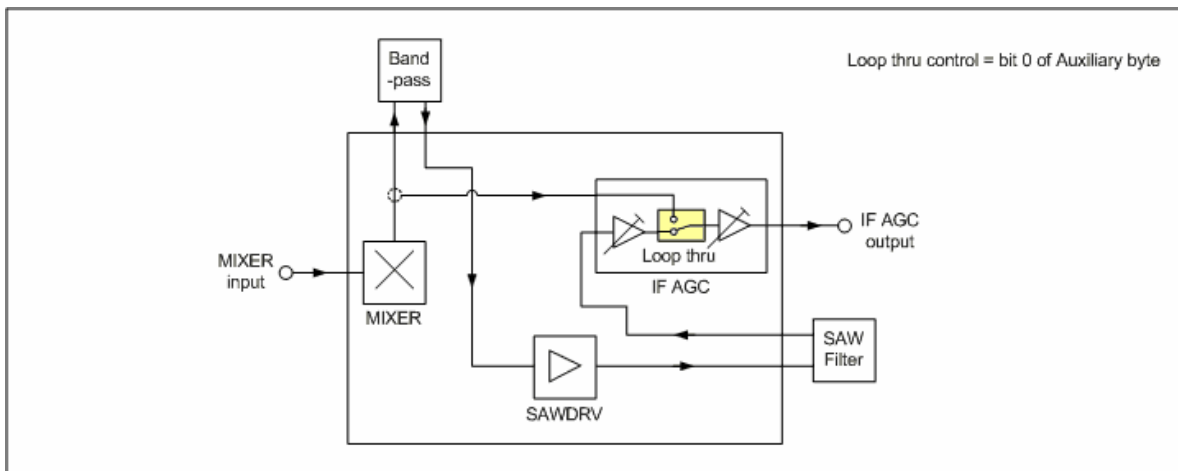 Band
-pass
Loop thru control = bit 0 of Auxiliary byte
MIXER
input
MIXER
Loop thru
IF AGC
IF AGC
output
SAWDRV
SAW
Filter